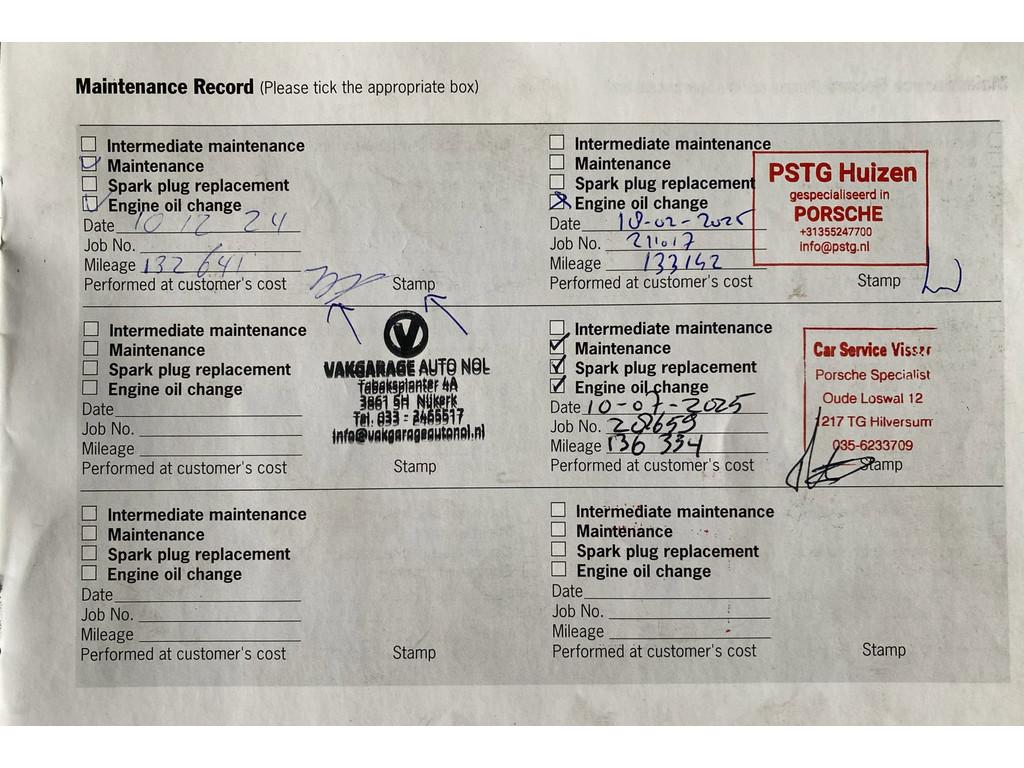 Maintenance Record (Please tick the appropriate box)
Intermediate maintenance
Maintenance
Spark plug replacement
Engine oil change
Date 10 12 24
Job No.
Mileage 132 641
Performed at customer's cost
Stamp
Intermediate maintenance
Maintenance
Spark plug replacement
Engine oil change
Date 18-02-2025
Job No. 211017
Mileage 133142
Performed at customer's cost
PSTG Huizen
gespecialiseerd in
PORSCHE
+31355247700
info@pstg.nl
Stamp
Intermediate maintenance
Maintenance
Spark plug replacement
Engine oil change
Date
Job No.
Mileage
Performed at customer's cost
V
VAKGARAGE AUTO NOL
Tabaksplanter 4A
3861 SH Nijkerk
Tel. 033 - 2465517
info@vakgarageautonol.nl
Stamp
Intermediate maintenance
Maintenance
Spark plug replacement
Engine oil change
Date 10-07-2025
Job No.
Mileage 136 334
Performed at customer's cost
Car Service Visser
Porsche Specialist
Oude Loswal 12
1217 TG Hilversum
035-6233709
Stamp
Intermediate maintenance
Maintenance
Spark plug replacement
Engine oil change
Date
Job No.
Mileage
Performed at customer's cost
Stamp
Intermediate maintenance
Maintenance
Spark plug replacement
Engine oil change
Date
Job No.
Mileage
Performed at customer's cost
Stamp